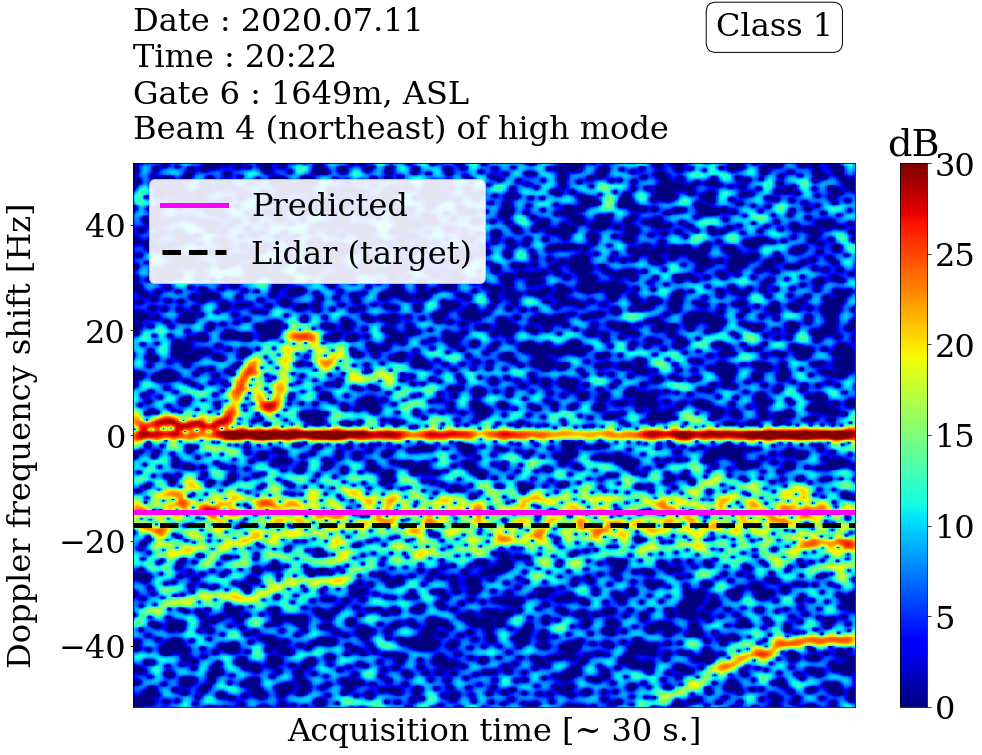 Date : 2020.07.11
Class 1
Time : 20:22
Gate 6 : 1649m, ASL
Beam 4 (northeast) of high mode
dB
Predicted
Lidar (target)
Doppler frequency shift [Hz]
40
20
0
−20
−40
30
25
20
15
10
5
0
Acquisition time [~ 30 s.]